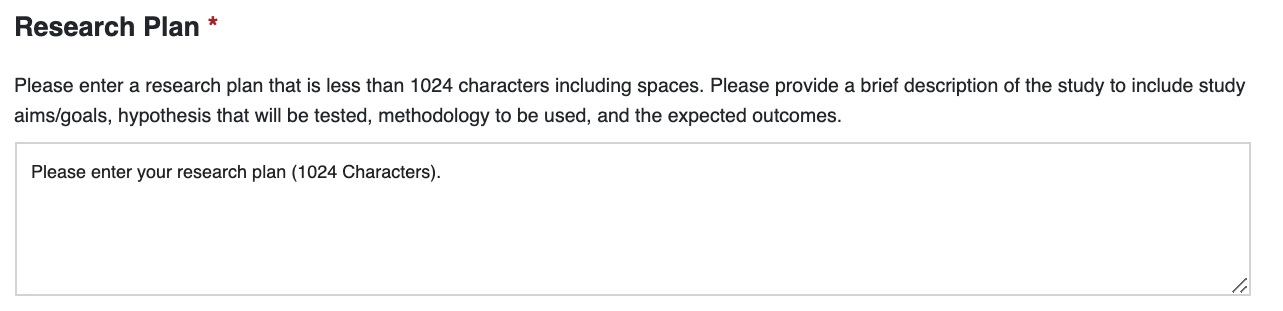 Research Plan *
Please enter a research plan that is less than 1024 characters including spaces. Please provide a brief description of the study to include study
aims/goals, hypothesis that will be tested, methodology to be used, and the expected outcomes.
Please enter your research plan (1024 Characters).